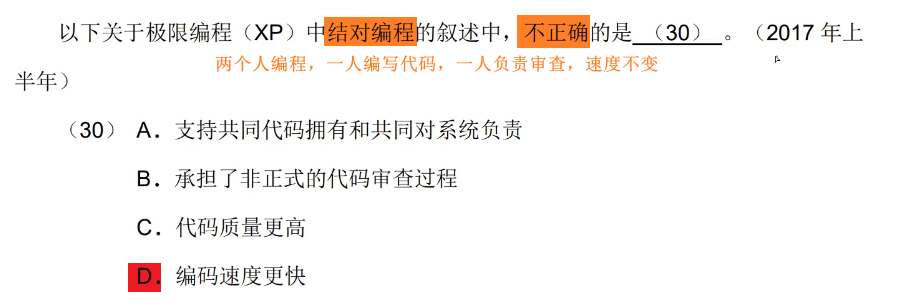 以下关于极限编程（XP）中结对编程的叙述中，不正确的是 （30） 。（2017 年上
两个人编程，一人编写代码，一人负责审查，速度不变
半年）
（30） A．支持共同代码拥有和共同对系统负责
B．承担了非正式的代码审查过程
C．代码质量更高
D．编码速度更快